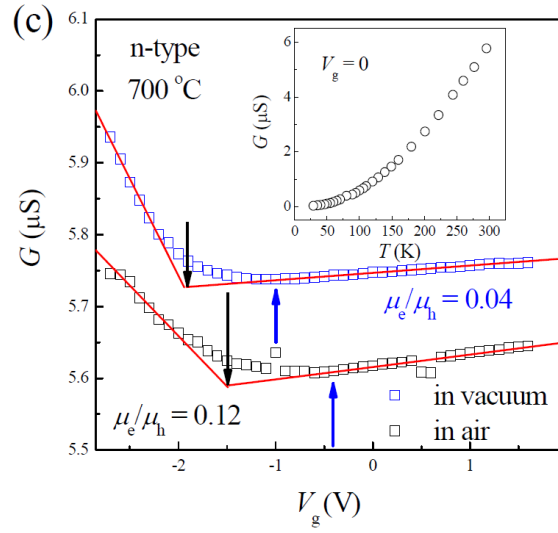 (c)
n-type
700 °C
V_g = 0
G (μS)
6
4
2
0
0 50 100 150 200 250 300
T (K)
G (μS)
6.0
5.9
5.8
5.7
5.6
5.5
μ_e/μ_h = 0.04
μ_e/μ_h = 0.12
in vacuum
in air
-2 -1 0 1
V_g (V)